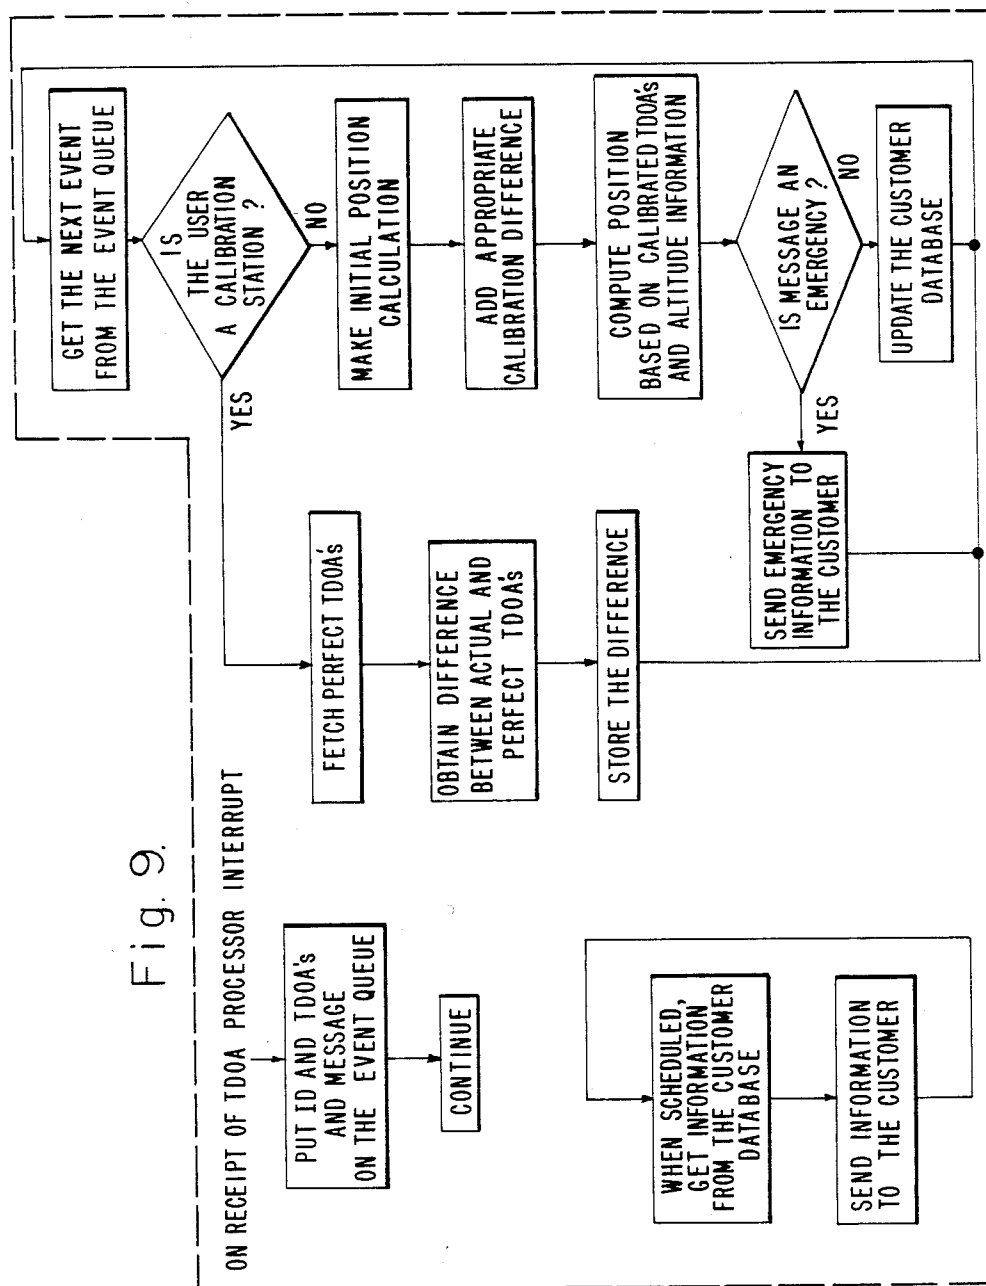 Fig. 9.
ON RECEIPT OF TDOA PROCESSOR INTERRUPT
PUT ID AND TDOA's
AND MESSAGE
ON THE EVENT QUEUE
CONTINUE
WHEN SCHEDULED,
GET INFORMATION
FROM THE CUSTOMER
DATABASE
SEND INFORMATION
TO THE CUSTOMER
GET THE NEXT EVENT
FROM THE EVENT QUEUE
IS
THE USER
A CALIBRATION
STATION ?
YES
NO
FETCH PERFECT TDOA's
OBTAIN DIFFERENCE
BETWEEN ACTUAL AND
PERFECT TDOA's
STORE THE DIFFERENCE
MAKE INITIAL POSITION
CALCULATION
ADD APPROPRIATE
CALIBRATION DIFFERENCE
COMPUTE POSITION
BASED ON CALIBRATED TDOA's
AND ALTITUDE INFORMATION
IS MESSAGE AN
EMERGENCY ?
YES
NO
SEND EMERGENCY
INFORMATION TO
THE CUSTOMER
UPDATE THE CUSTOMER
DATABASE